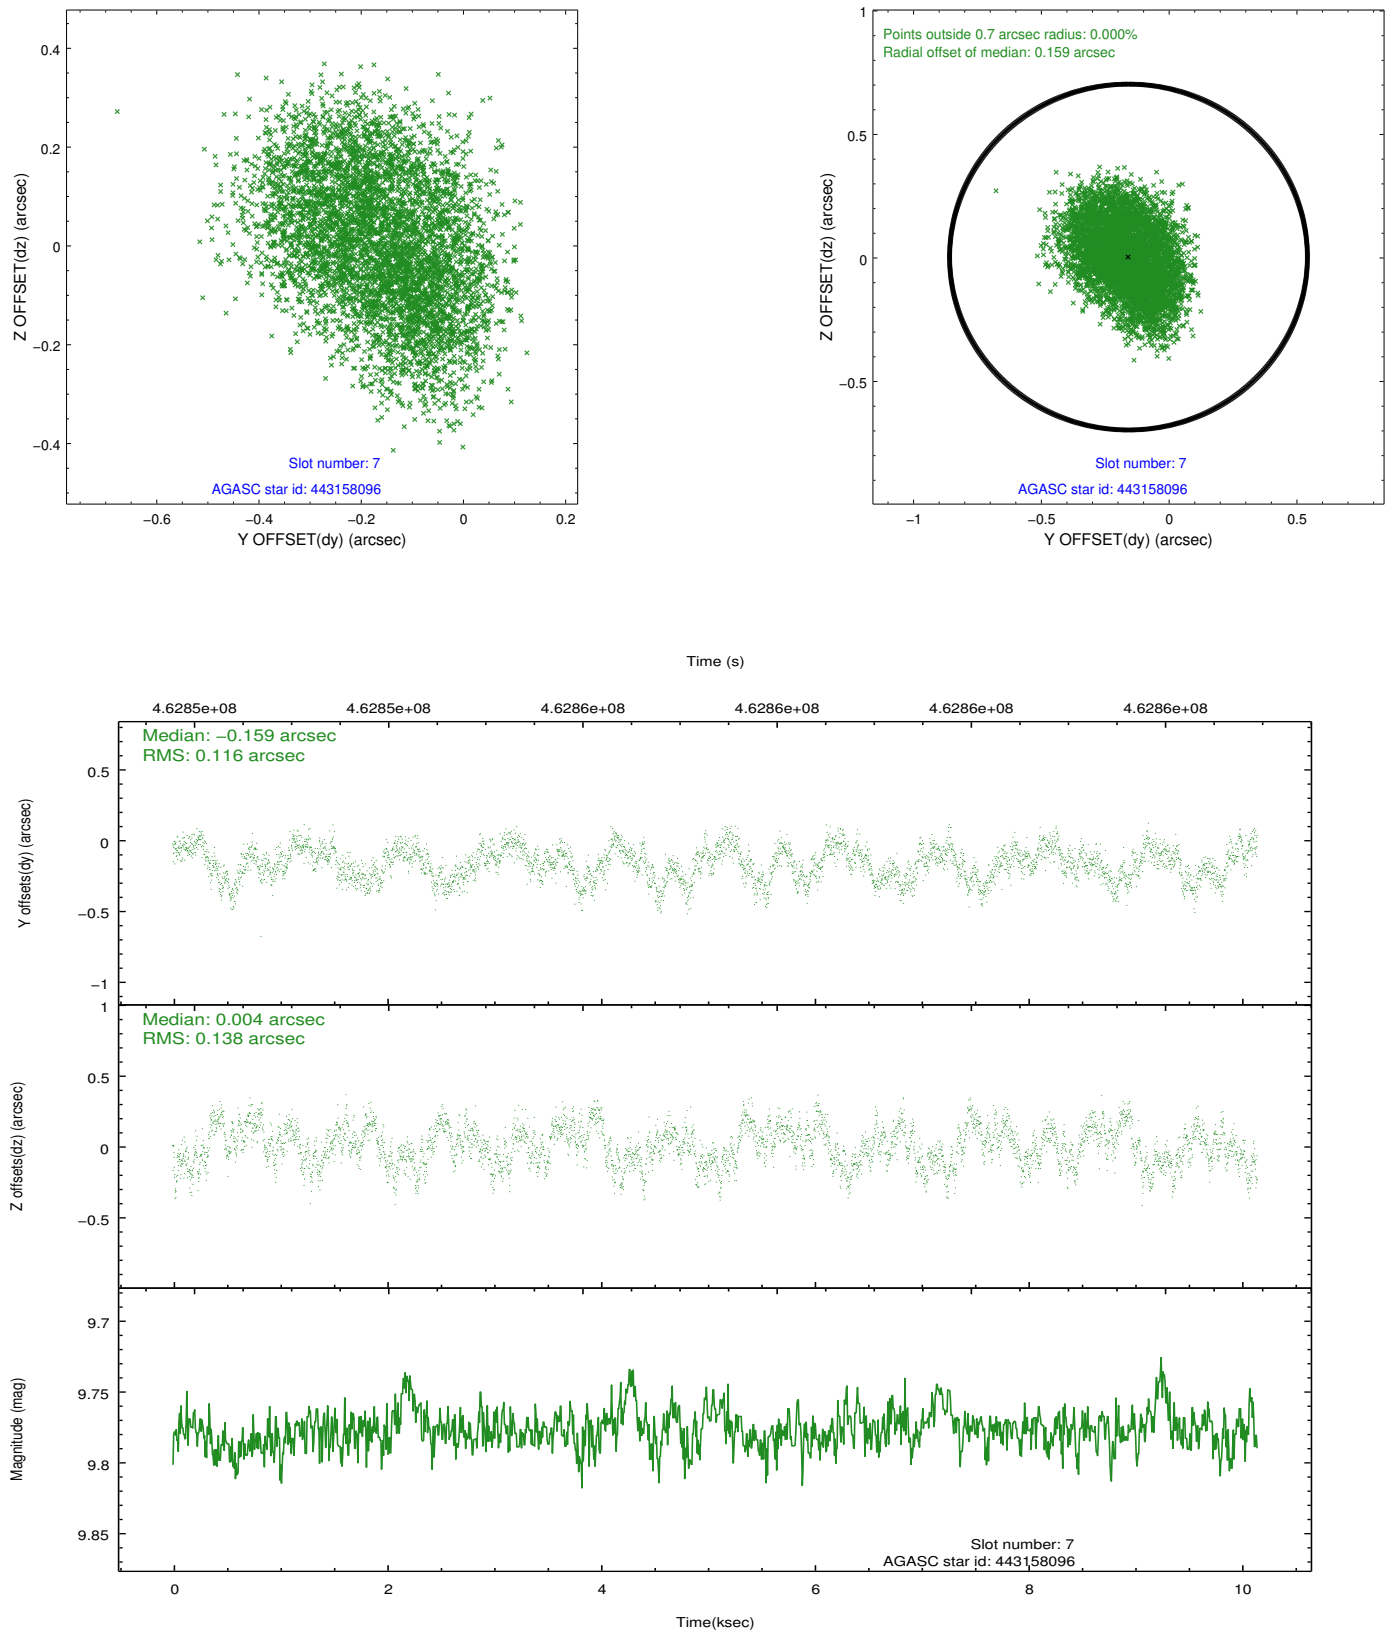 0.4
0.2
0
−0.2
−0.4
Z OFFSET(dz) (arcsec)
Slot number: 7
AGASC star id: 443158096
−0.6
−0.4
−0.2
0
0.2
Y OFFSET(dy) (arcsec)
1
0.5
0
−0.5
Z OFFSET(dz) (arcsec)
Points outside 0.7 arcsec radius: 0.000%
Radial offset of median: 0.159 arcsec
Slot number: 7
AGASC star id: 443158096
−1
−0.5
0
0.5
Y OFFSET(dy) (arcsec)
Time (s)
4.6285e+08
4.6285e+08
4.6286e+08
4.6286e+08
4.6286e+08
4.6286e+08
Median: −0.159 arcsec
RMS: 0.116 arcsec
0.5
0
−0.5
−1
Y offsets(dy) (arcsec)
Median: 0.004 arcsec
RMS: 0.138 arcsec
1
0.5
0
−0.5
Z offsets(dz) (arcsec)
9.7
9.75
9.8
9.85
Magnitude (mag)
Slot number: 7
AGASC star id: 443158096
0
2
4
6
8
10
Time(ksec)